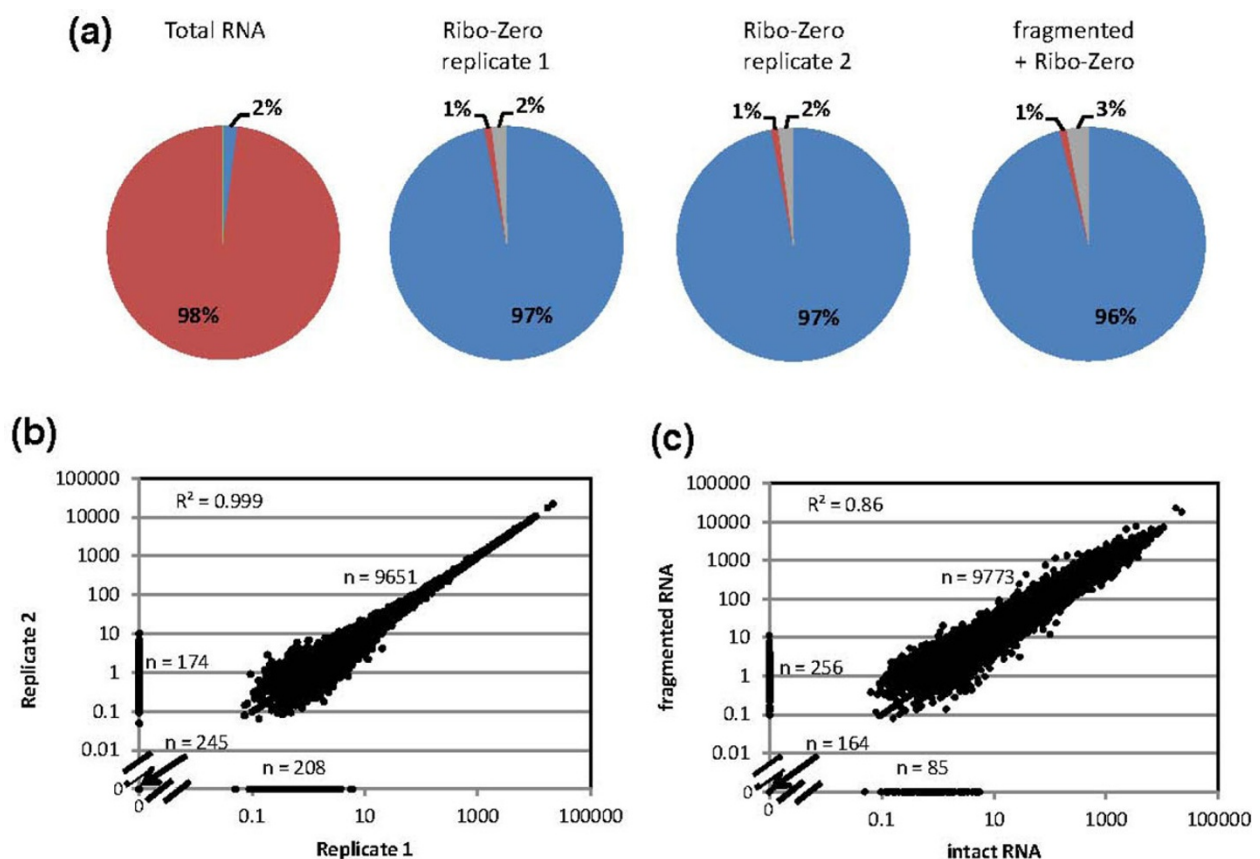 (a)
Total RNA
Ribo-Zero
replicate 1
Ribo-Zero
replicate 2
fragmented
+ Ribo-Zero
2%
98%
1%
2%
97%
1%
2%
97%
1%
3%
96%
(b)
100000
10000
1000
100
10
1
0.1
0.01
0
R² = 0.999
n = 9651
n = 174
n = 245
n = 208
0
0.1
10
1000
100000
Replicate 2
Replicate 1
(c)
100000
10000
1000
100
10
1
0.1
0.01
0
R² = 0.86
n = 9773
n = 256
n = 164
n = 85
0
0.1
10
1000
100000
fragmented RNA
intact RNA